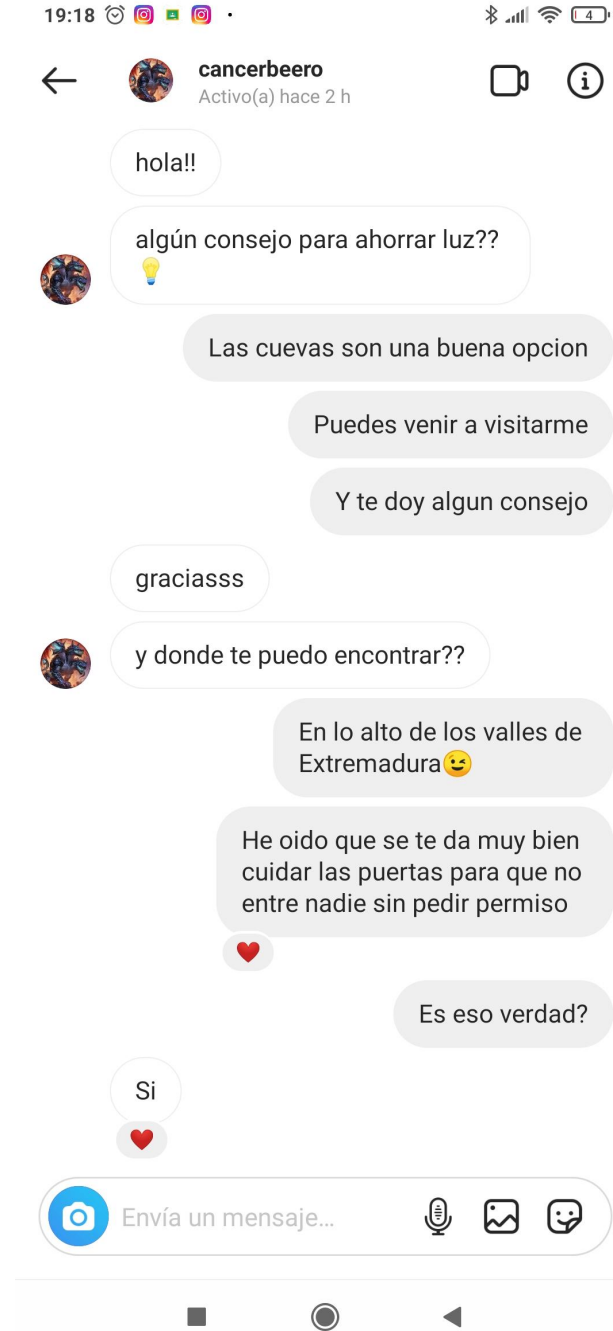 19:18
4
cancerbeero
Activo(a) hace 2 h
hola!!
algún consejo para ahorrar luz??
Las cuevas son una buena opcion
Puedes venir a visitarme
Y te doy algun consejo
graciasss
y donde te puedo encontrar??
En lo alto de los valles de
Extremadura😉
He oido que se te da muy bien
cuidar las puertas para que no
entre nadie sin pedir permiso
Es eso verdad?
Si
Envía un mensaje...